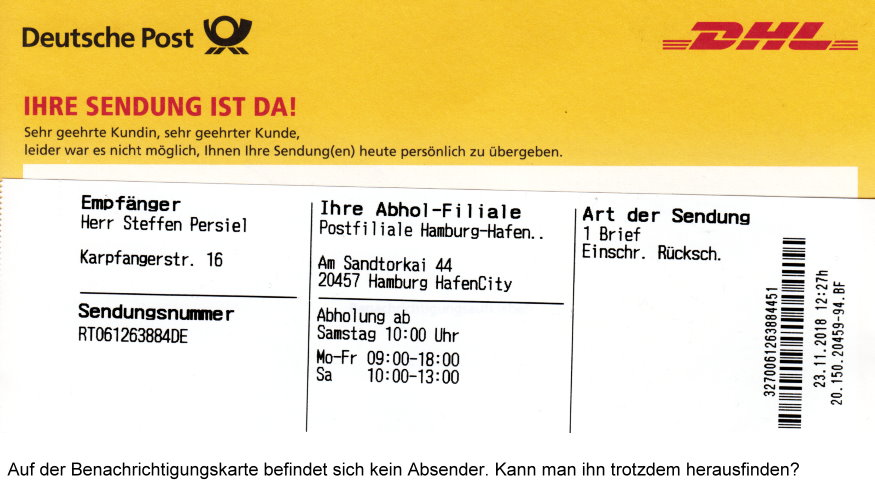 Deutsche Post
DHL
IHRE SENDUNG IST DA!
Sehr geehrte Kundin, sehr geehrter Kunde,
leider war es nicht möglich, Ihnen Ihre Sendung(en) heute persönlich zu übergeben.
Empfänger
Herr Steffen Persiel
Karpfangerstr. 16
Sendungsnummer
RT061263884DE
Ihre Abhol-Filiale
Postfiliale Hamburg-Hafen..
Am Sandtorkai 44
20457 Hamburg HafenCity
Abholung ab
Samstag 10:00 Uhr
Mo-Fr 09:00-18:00
Sa 10:00-13:00
Art der Sendung
1 Brief
Einschr. Rücksch.
32700061263884451
23.11.2018 12:27h
20.150.20459-94.BF
Auf der Benachrichtigungskarte befindet sich kein Absender. Kann man ihn trotzdem herausfinden?